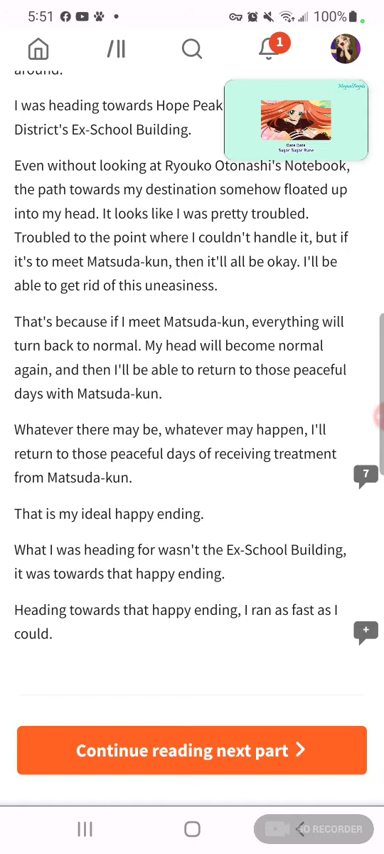 5:51
100%
1
around.
I was heading towards Hope Peak
District's Ex-School Building.
Even without looking at Ryouko Otonashi's Notebook,
the path towards my destination somehow floated up
into my head. It looks like I was pretty troubled.
Troubled to the point where I couldn't handle it, but if
it's to meet Matsuda-kun, then it'll all be okay. I'll be
able to get rid of this uneasiness.
That's because if I meet Matsuda-kun, everything will
turn back to normal. My head will become normal
again, and then I'll be able to return to those peaceful
days with Matsuda-kun.
Whatever there may be, whatever may happen, I'll
return to those peaceful days of receiving treatment
from Matsuda-kun.
7
That is my ideal happy ending.
What I was heading for wasn't the Ex-School Building,
it was towards that happy ending.
Heading towards that happy ending, I ran as fast as I
could.
+
Continue reading next part
RECORDER